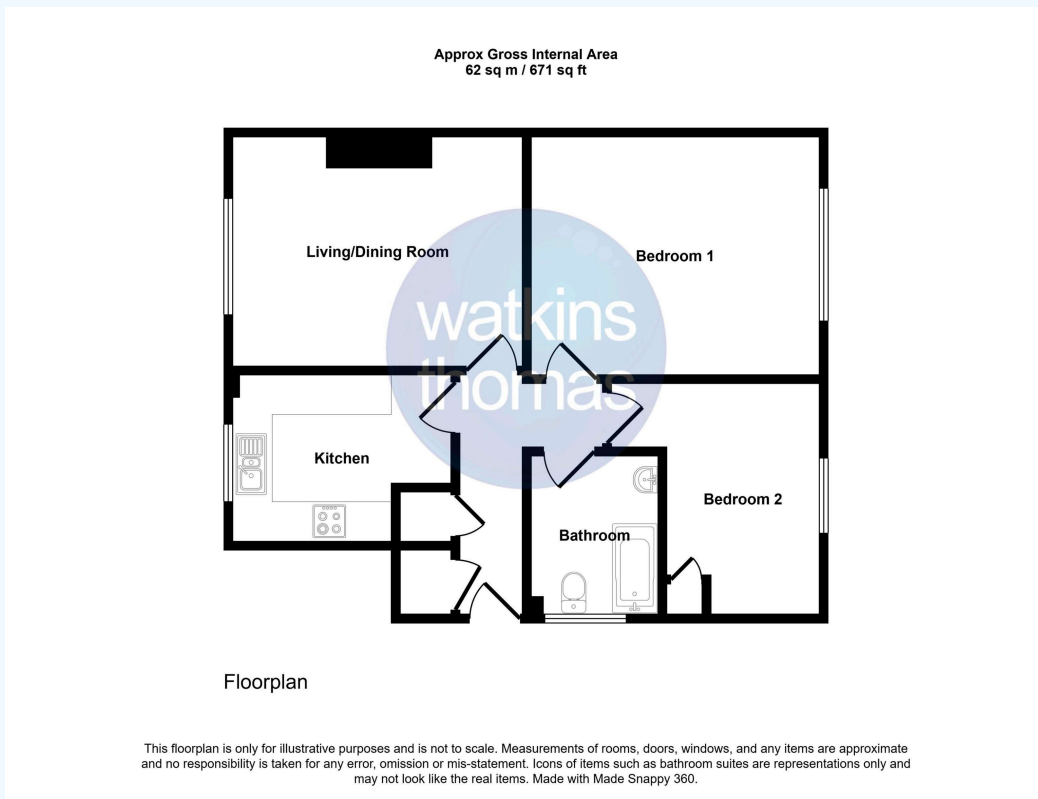 Approx Gross Internal Area
62 sq m / 671 sq ft
Living/Dining Room
Bedroom 1
watkins
thomas
Kitchen
Bedroom 2
Bathroom
Floorplan
This floorplan is only for illustrative purposes and is not to scale. Measurements of rooms, doors, windows, and any items are approximate
and no responsibility is taken for any error, omission or mis-statement. Icons of items such as bathroom suites are representations only and
may not look like the real items. Made with Made Snappy 360.